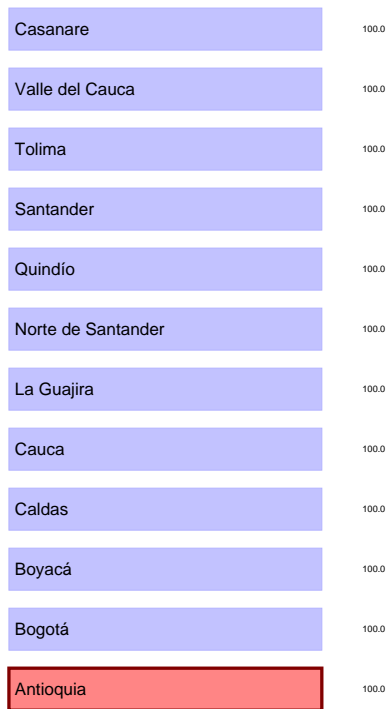 Casanare 100.0
Valle del Cauca 100.0
Tolima 100.0
Santander 100.0
Quindío 100.0
Norte de Santander 100.0
La Guajira 100.0
Cauca 100.0
Caldas 100.0
Boyacá 100.0
Bogotá 100.0
Antioquia 100.0